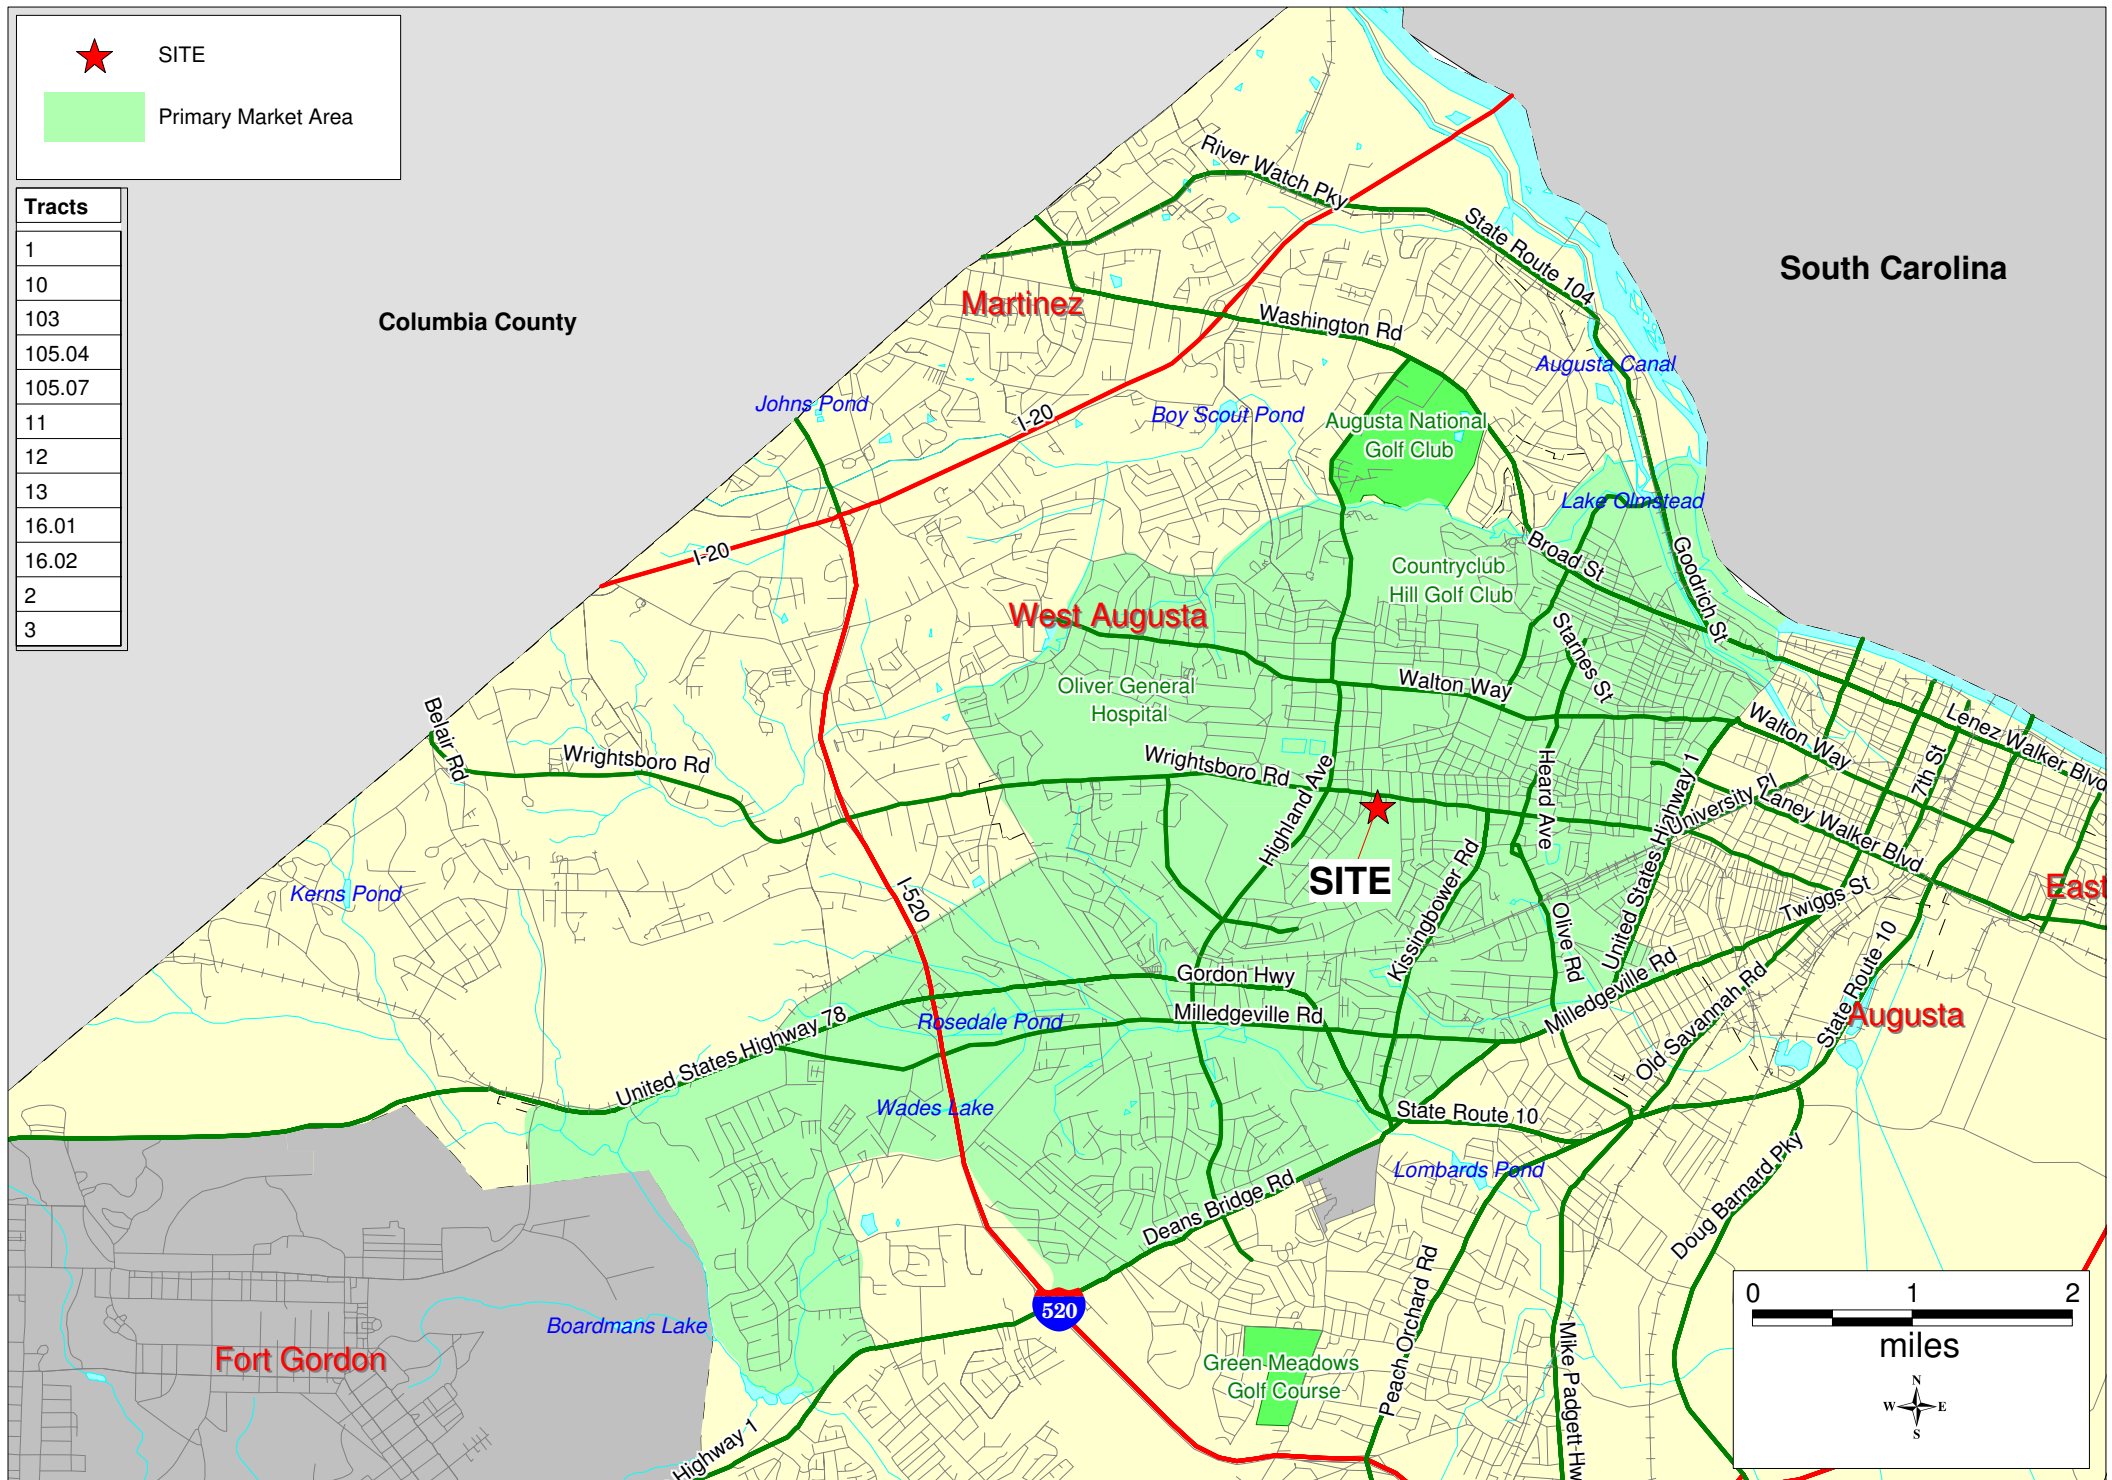 SITE
Primary Market Area
Tracts
1
10
103
105.04
105.07
11
12
13
16.01
16.02
2
3
Columbia County
South Carolina
River Watch Pky
State Route 104
Martinez
Washington Rd
Augusta Canal
Johns Pond
I-20
Boy Scout Pond
Augusta National
Golf Club
I-20
Lake Olmstead
Broad St
Goodrich St
Countryclub
Hill Golf Club
West Augusta
Starnes St
Oliver General
Hospital
Walton Way
Belair Rd
Wrightsboro Rd
Wrightsboro Rd
Highland Ave
Heard Ave
United States Highway 1
Walton Way
Lenez Walker Blvd
7th St
University Pl
Laney Walker Blvd
SITE
Kissingbower Rd
Kerns Pond
I-520
Olive Rd
Twiggs St
East
Gordon Hwy
Milledgeville Rd
Milledgeville Rd
Old Savannah Rd
State Route 10
Augusta
United States Highway 78
Rosedale Pond
Wades Lake
State Route 10
Lombards Pond
Deans Bridge Rd
Doug Barnard Pky
Peach Orchard Rd
Mike Padgett Hw
520
Boardmans Lake
Fort Gordon
Green Meadows
Golf Course
Highway 1
0 1 2
miles
N
W E
S